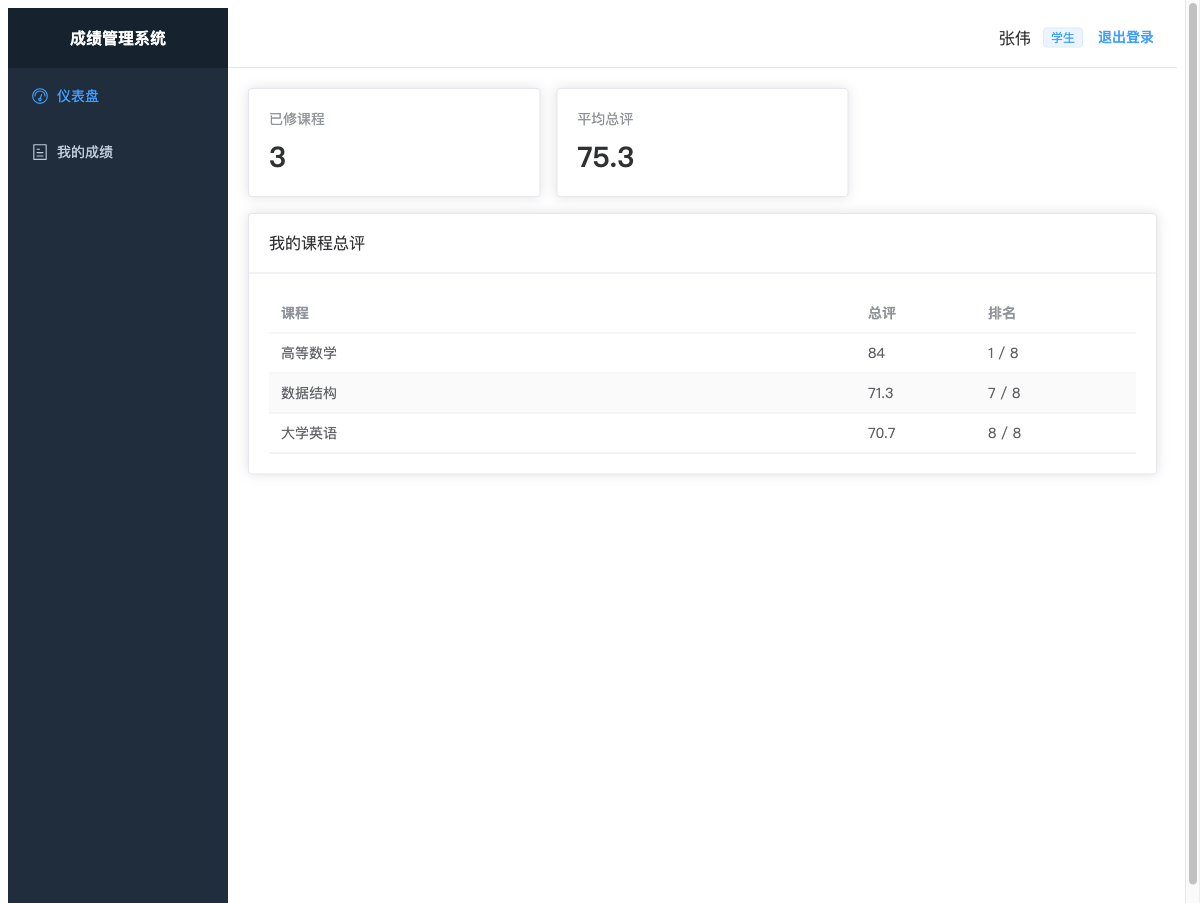 成绩管理系统
张伟 学生 退出登录
仪表盘
我的成绩
已修课程
3
平均总评
75.3
我的课程总评
课程 总评 排名
高等数学 84 1 / 8
数据结构 71.3 7 / 8
大学英语 70.7 8 / 8